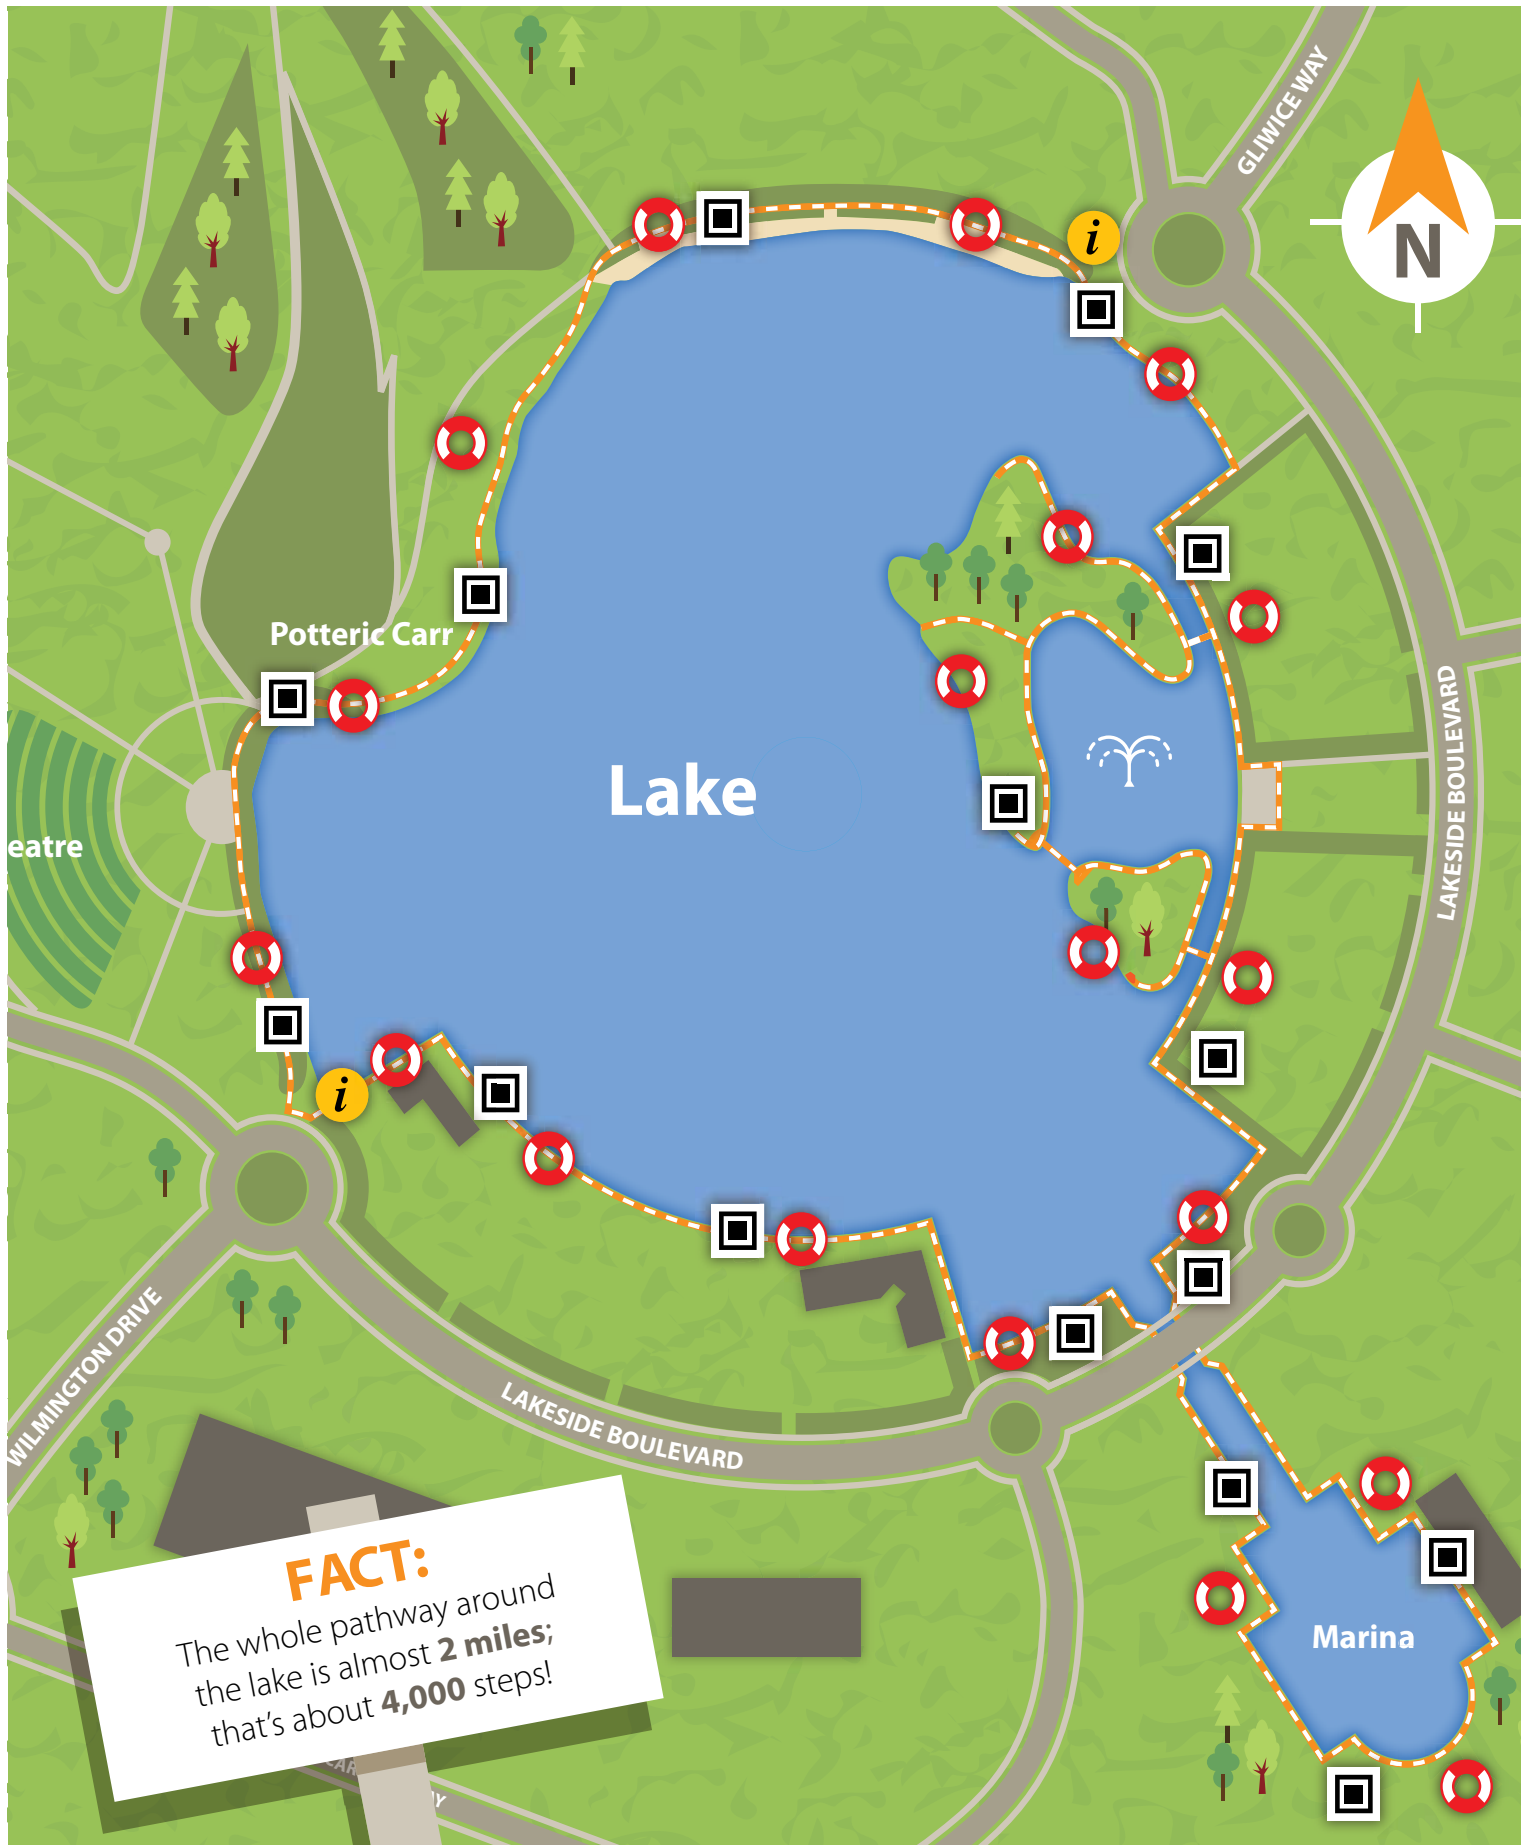 GLIWICE WAY
i
N
Potteric Carr
Lake
eatre
LAKESIDE BOULEVARD
i
WILMINGTON DRIVE
LAKESIDE BOULEVARD
FACT:
The whole pathway around
the lake is almost 2 miles;
that's about 4,000 steps!
Marina